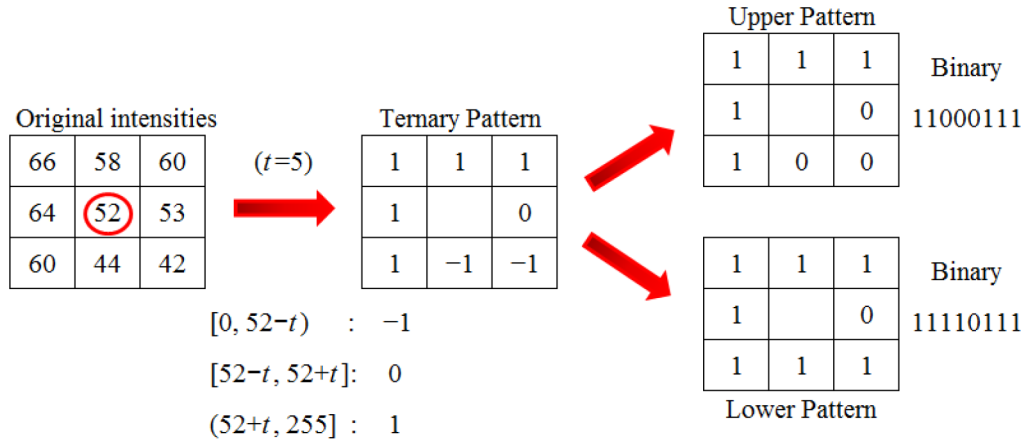 Original intensities
66 58 60
64 52 53
60 44 42
(t=5)
[0, 52−t) : −1
[52−t, 52+t]: 0
(52+t, 255] : 1
Ternary Pattern
1 1 1
1 0
1 −1 −1
Upper Pattern
1 1 1
1 0
1 0 0
Binary
11000111
1 1 1
1 0
1 1 1
Lower Pattern
Binary
11110111